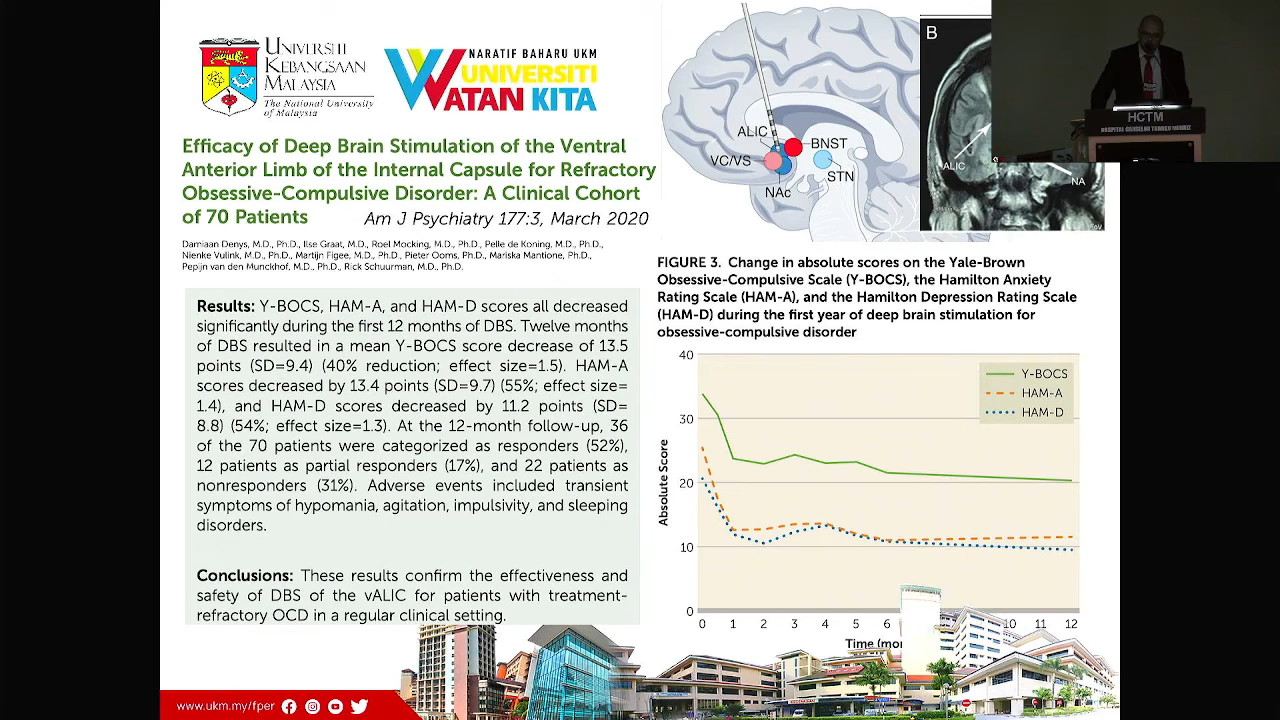 UNIVERSITI
KEBANGSAAN
MALAYSIA
The National University
of Malaysia
NARATIF BAHARU UKM
UNIVERSITI
WATAN KITA
Efficacy of Deep Brain Stimulation of the Ventral
Anterior Limb of the Internal Capsule for Refractory
Obsessive-Compulsive Disorder: A Clinical Cohort
of 70 Patients
Am J Psychiatry 177:3, March 2020
Damiaan Denys, M.D., Ph.D., Ilse Graat, M.D., Roel Mocking, M.D., Ph.D., Pelle de Koning, M.D., Ph.D.,
Nienke Vulink, M.D., Ph.D., Martijn Figee, M.D., Ph.D., Pieter Ooms, M.D., Ph.D., Mariska Mantione, Ph.D.,
Pepijn van den Munckhof, M.D., Ph.D., Rick Schuurman, M.D., Ph.D.
Results: Y-BOCS, HAM-A, and HAM-D scores all decreased
significantly during the first 12 months of DBS. Twelve months
of DBS resulted in a mean Y-BOCS score decrease of 13.5
points (SD=9.4) (40% reduction; effect size=1.5). HAM-A
scores decreased by 13.4 points (SD=9.7) (55%; effect size=
1.4), and HAM-D scores decreased by 11.2 points (SD=
8.8) (54%; effect size=1.3). At the 12-month follow-up, 36
of the 70 patients were categorized as responders (52%),
12 patients as partial responders (17%), and 22 patients as
nonresponders (31%). Adverse events included transient
symptoms of hypomania, agitation, impulsivity, and sleeping
disorders.
Conclusions: These results confirm the effectiveness and
safety of DBS of the vALIC for patients with treatment-
refractory OCD in a regular clinical setting.
ALIC
BNST
VC/VS
STN
NAc
B
ALIC
NA
HCTM
HOSPITAL CANSELOR TUANKU MUHRIZ
FIGURE 3. Change in absolute scores on the Yale-Brown
Obsessive-Compulsive Scale (Y-BOCS), the Hamilton Anxiety
Rating Scale (HAM-A), and the Hamilton Depression Rating Scale
(HAM-D) during the first year of deep brain stimulation for
obsessive-compulsive disorder
Y-BOCS
HAM-A
HAM-D
Absolute Score
40
30
20
10
0
0 1 2 3 4 5 6 10 11 12
Time (mon
www.ukm.my/fper